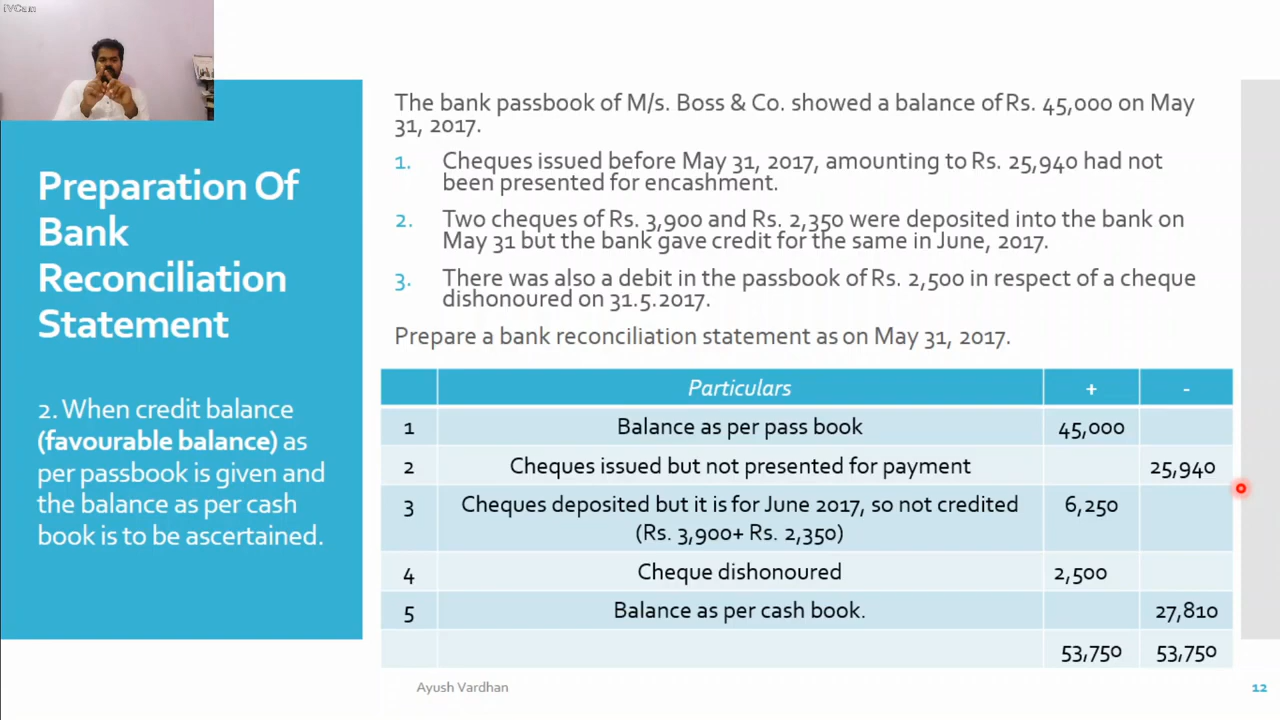 iVCam
Preparation Of
Bank
Reconciliation
Statement
2. When credit balance
(favourable balance) as
per passbook is given and
the balance as per cash
book is to be ascertained.
The bank passbook of M/s. Boss & Co. showed a balance of Rs. 45,000 on May
31, 2017.
1. Cheques issued before May 31, 2017, amounting to Rs. 25,940 had not
been presented for encashment.
2. Two cheques of Rs. 3,900 and Rs. 2,350 were deposited into the bank on
May 31 but the bank gave credit for the same in June, 2017.
3. There was also a debit in the passbook of Rs. 2,500 in respect of a cheque
dishonoured on 31.5.2017.
Prepare a bank reconciliation statement as on May 31, 2017.
Particulars + -
1 Balance as per pass book 45,000
2 Cheques issued but not presented for payment 25,940
3 Cheques deposited but it is for June 2017, so not credited 6,250
(Rs. 3,900+ Rs. 2,350)
4 Cheque dishonoured 2,500
5 Balance as per cash book. 27,810
53,750 53,750
Ayush Vardhan 12